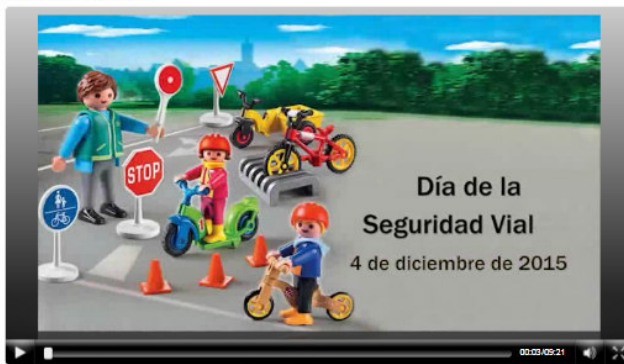 STOP
Día de la
Seguridad Vial
4 de diciembre de 2015
00:03/09:21